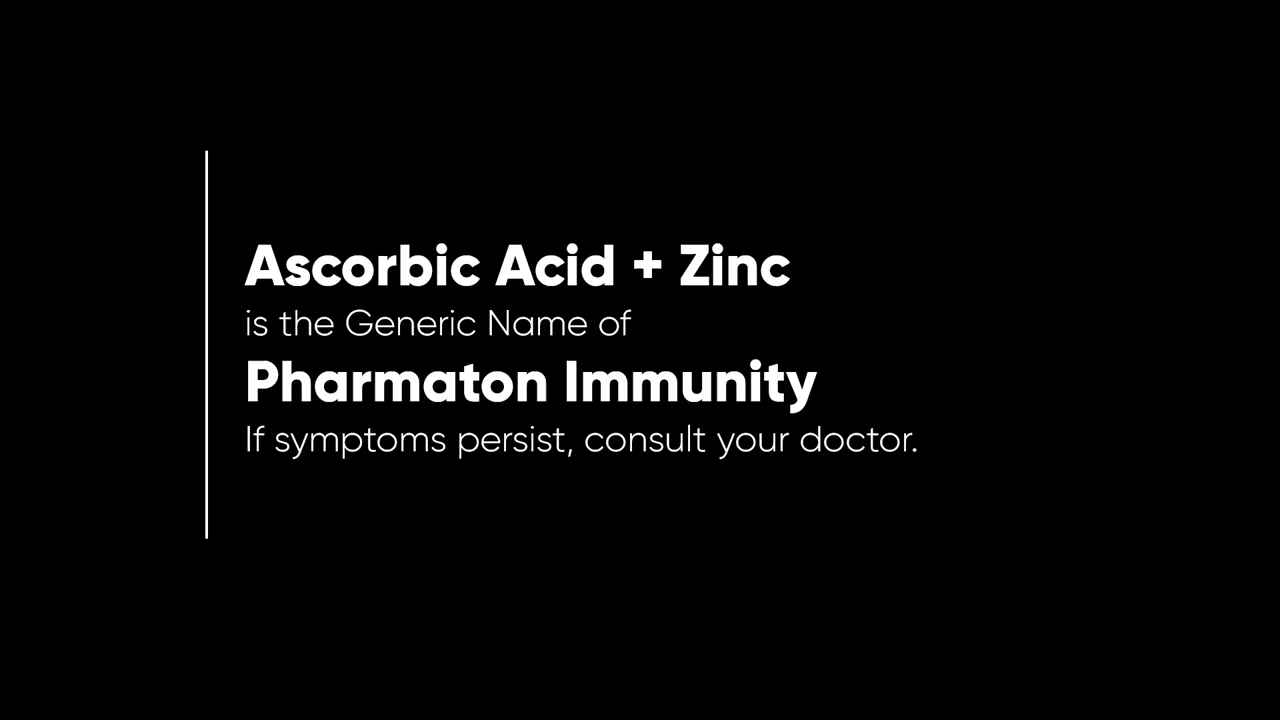 Ascorbic Acid + Zinc
is the Generic Name of
Pharmaton Immunity
If symptoms persist, consult your doctor.